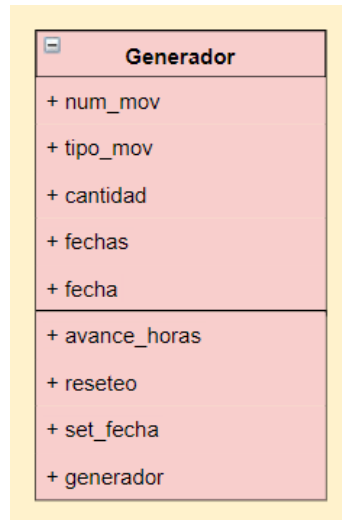 Generador
+ num_mov
+ tipo_mov
+ cantidad
+ fechas
+ fecha
+ avance_horas
+ reseteo
+ set_fecha
+ generador